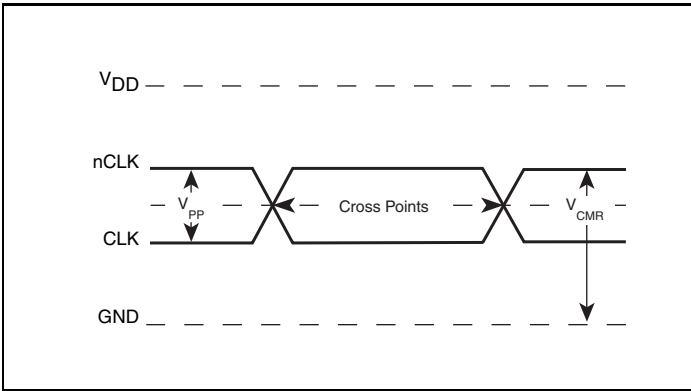 VDD
nCLK
VPP
Cross Points
VCMR
CLK
GND